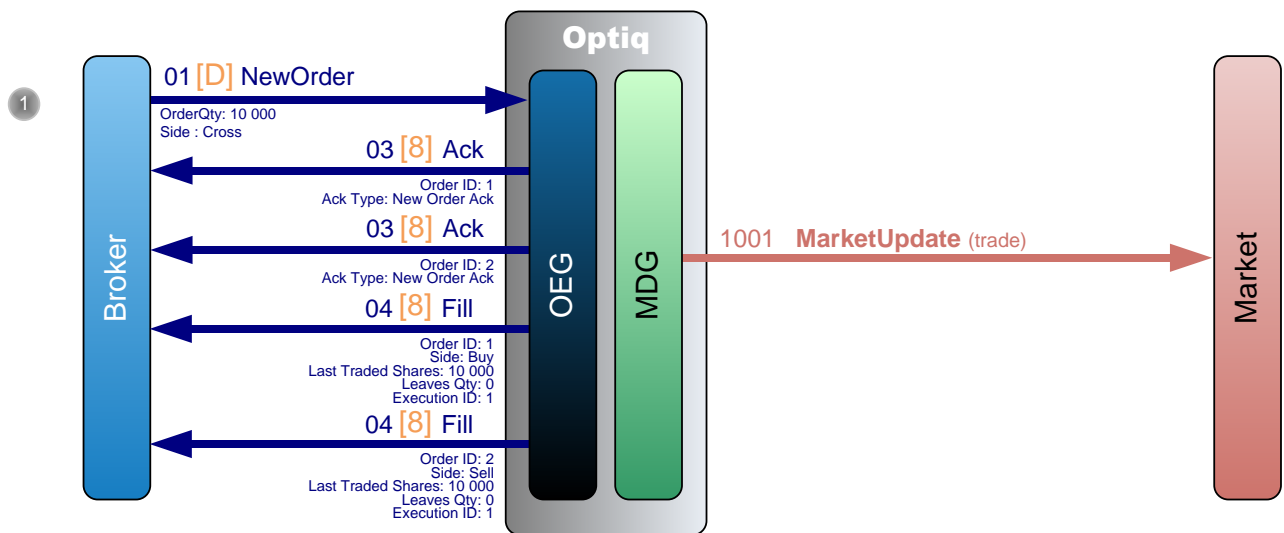 Optiq
1
01 [D] NewOrder
OrderQty: 10 000
Side : Cross
03 [8] Ack
Order ID: 1
Ack Type: New Order Ack
03 [8] Ack
Order ID: 2
Ack Type: New Order Ack
04 [8] Fill
Order ID: 1
Side: Buy
Last Traded Shares: 10 000
Leaves Qty: 0
Execution ID: 1
04 [8] Fill
Order ID: 2
Side: Sell
Last Traded Shares: 10 000
Leaves Qty: 0
Execution ID: 1
Broker
OEG
MDG
1001 MarketUpdate (trade)
Market